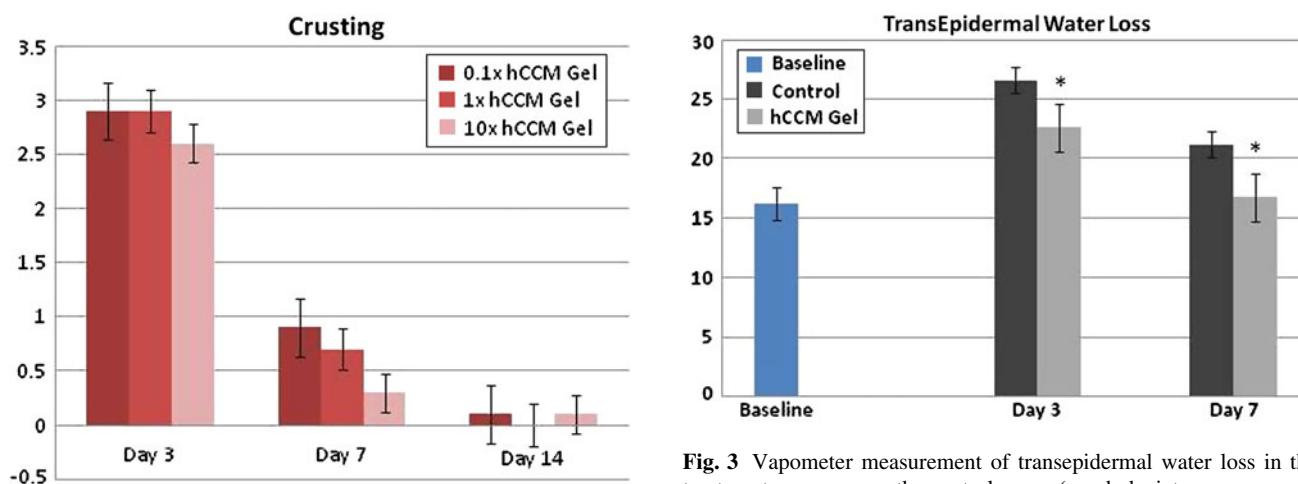 Crusting
3.5
3
2.5
2
1.5
1
0.5
0
-0.5
0.1x hCCM Gel
1x hCCM Gel
10x hCCM Gel
Day 3 Day 7 Day 14
TransEpidermal Water Loss
30
25
20
15
10
5
0
Baseline
Control
hCCM Gel
*
*
Baseline Day 3 Day 7
Fig. 3 Vapometer measurement of transepidermal water loss in th